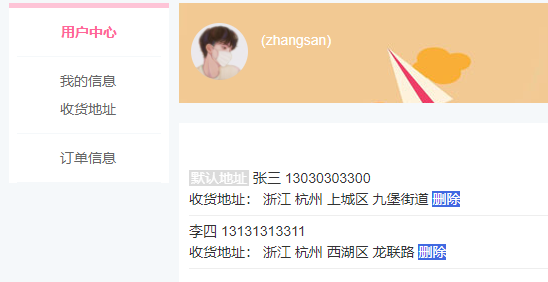 用户中心
我的信息
收货地址
订单信息
(zhangsan)
默认地址 张三 13030303300
收货地址： 浙江 杭州 上城区 九堡街道 删除
李四 13131313311
收货地址： 浙江 杭州 西湖区 龙联路 删除